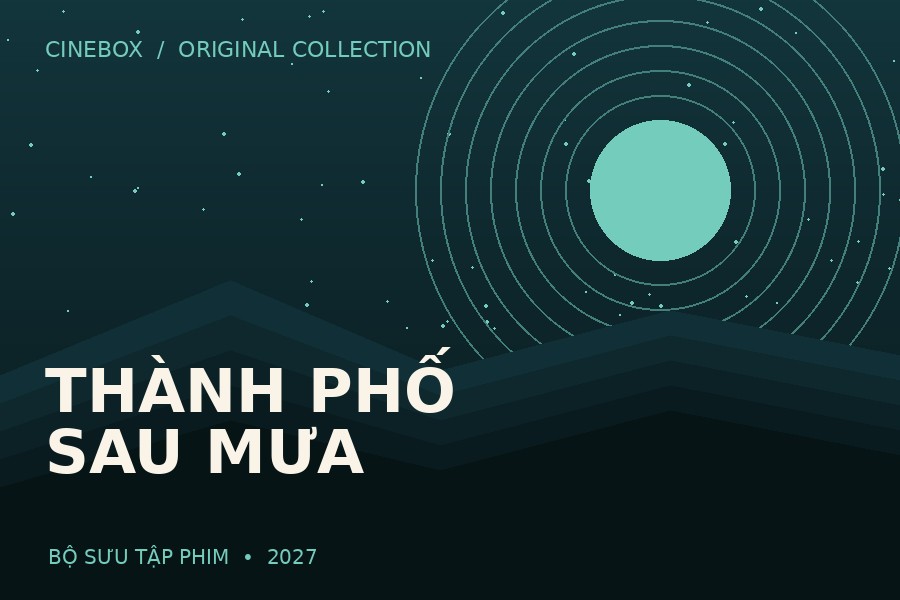 CINEBOX / ORIGINAL COLLECTION
THÀNH PHỐ
SAU MƯA
BỘ SƯU TẬP PHIM • 2027